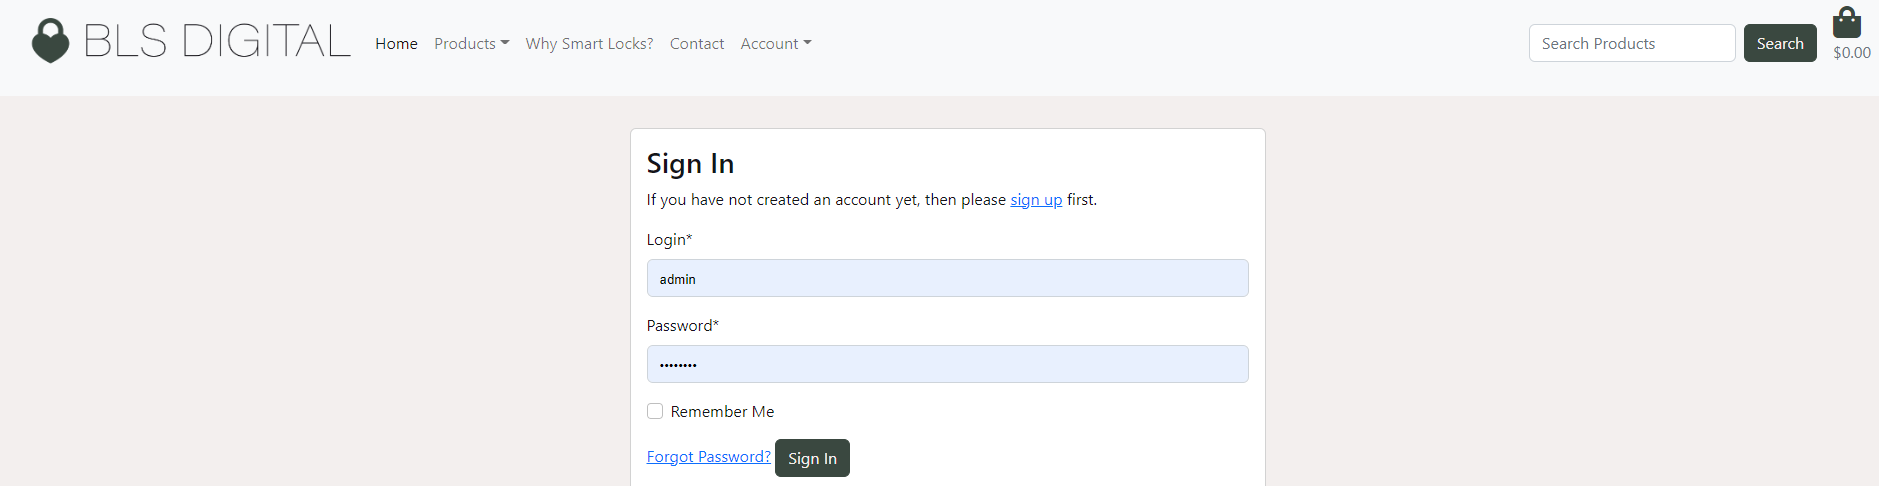 BLS DIGITAL Home Products Why Smart Locks? Contact Account Search Products Search
$0.00
Sign In
If you have not created an account yet, then please sign up first.
Login*
admin
Password*
••••••••
Remember Me
Forgot Password? Sign In